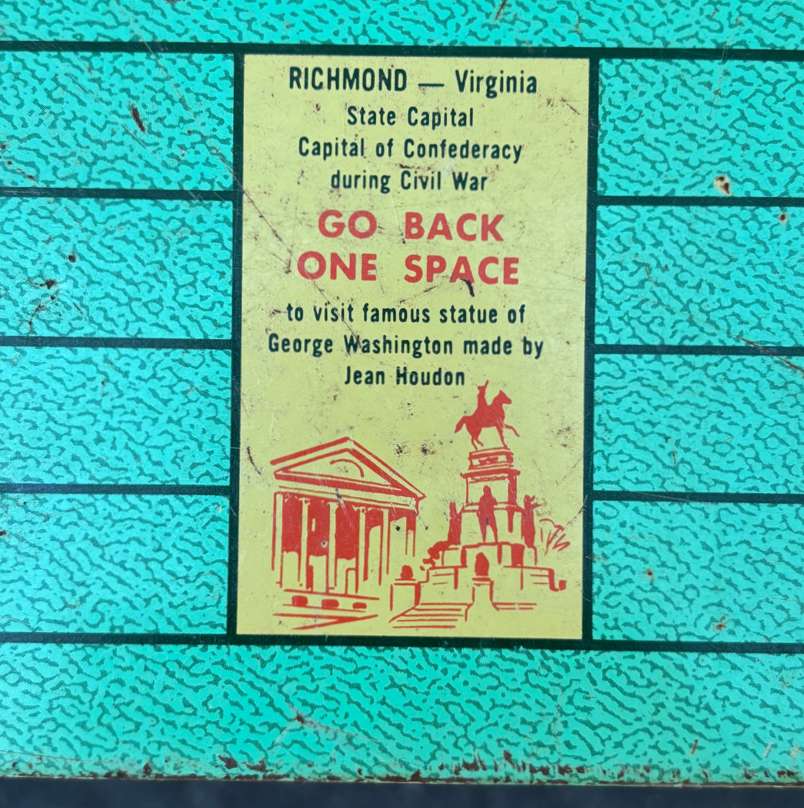 RICHMOND — Virginia
State Capital
Capital of Confederacy
during Civil War
GO BACK
ONE SPACE
to visit famous statue of
George Washington made by
Jean Houdon